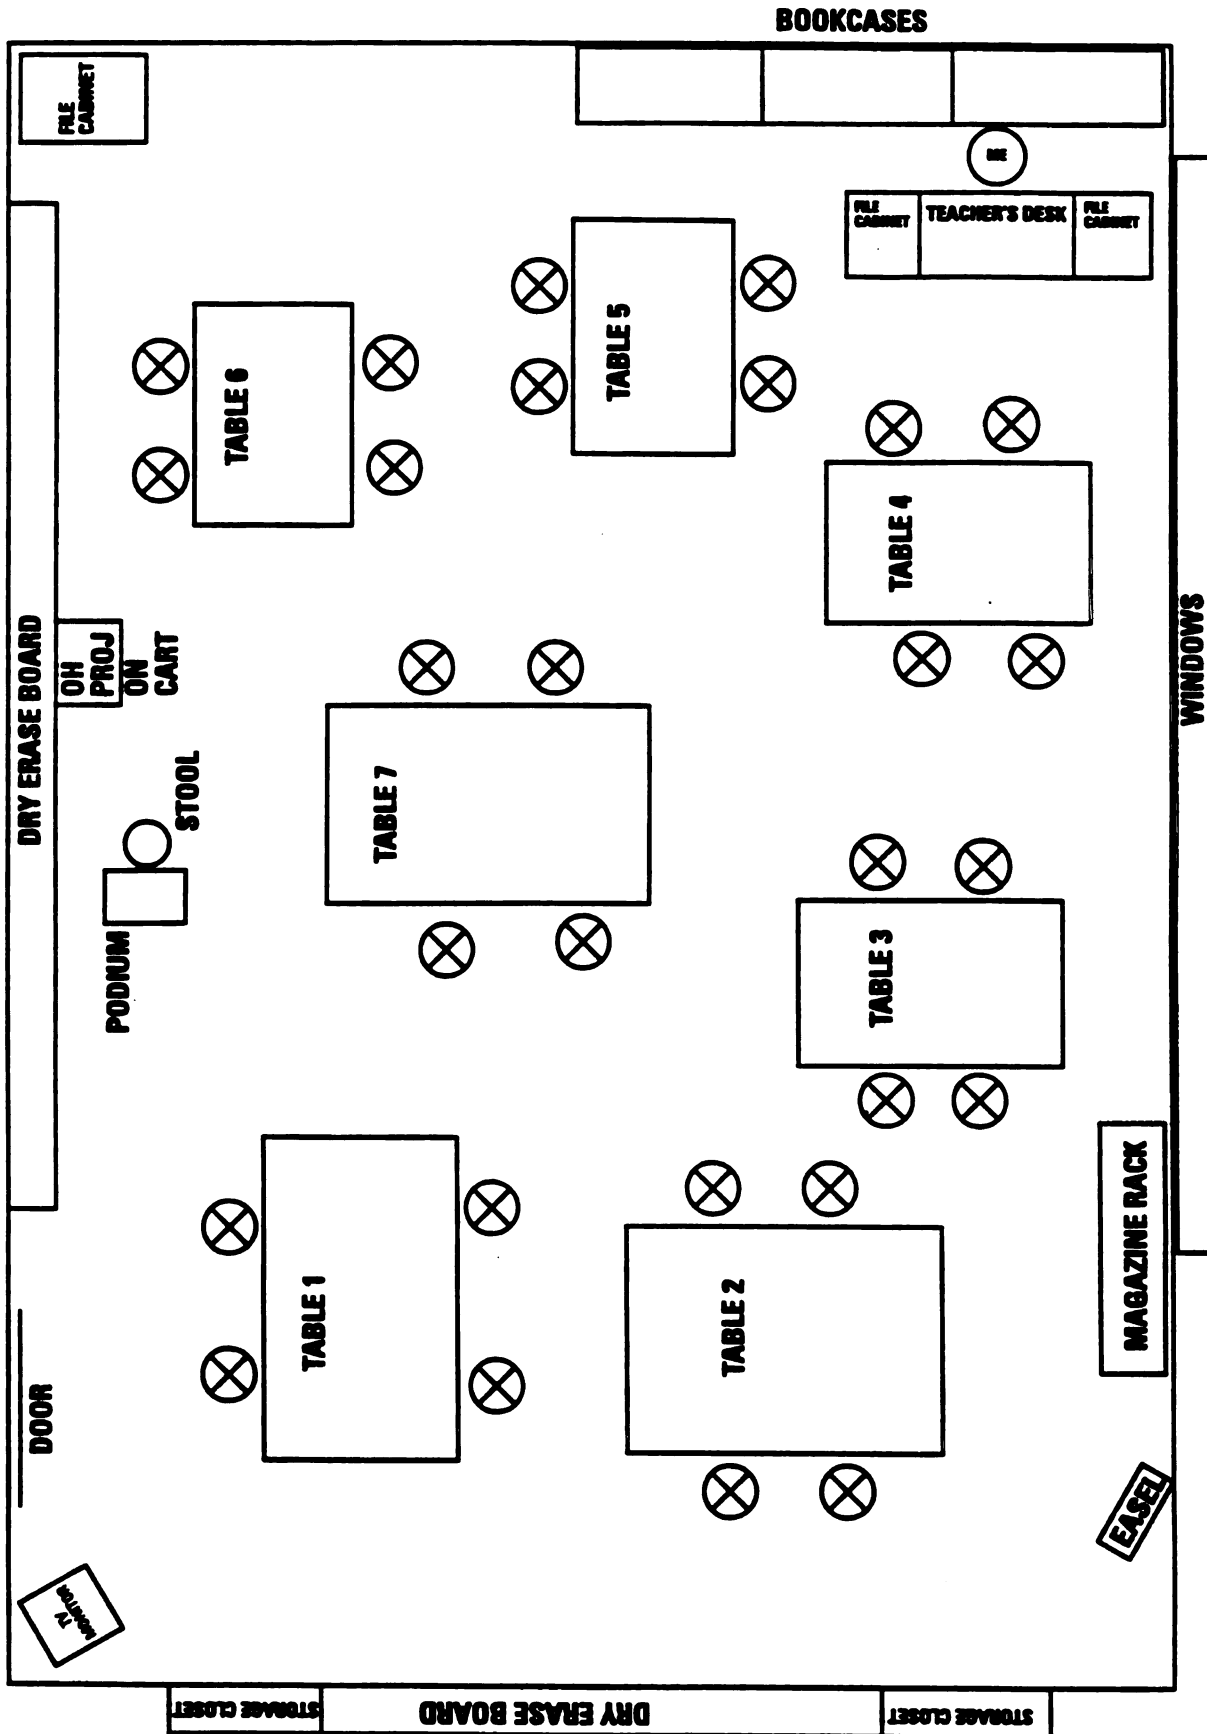 BOOKCASES
FILE
CABINET
ME
FILE
CABINET
TEACHER'S DESK
FILE
CABINET
TABLE 5
TABLE 6
TABLE 4
DRY ERASE BOARD
OH
PROJ
ON
CART
WINDOWS
STOOL
TABLE 7
PODIUM
TABLE 3
TABLE 1
TABLE 2
MAGAZINE RACK
DOOR
EASEL
TV
MONITOR
STORAGE CLOSET
DRY ERASE BOARD
STORAGE CLOSET